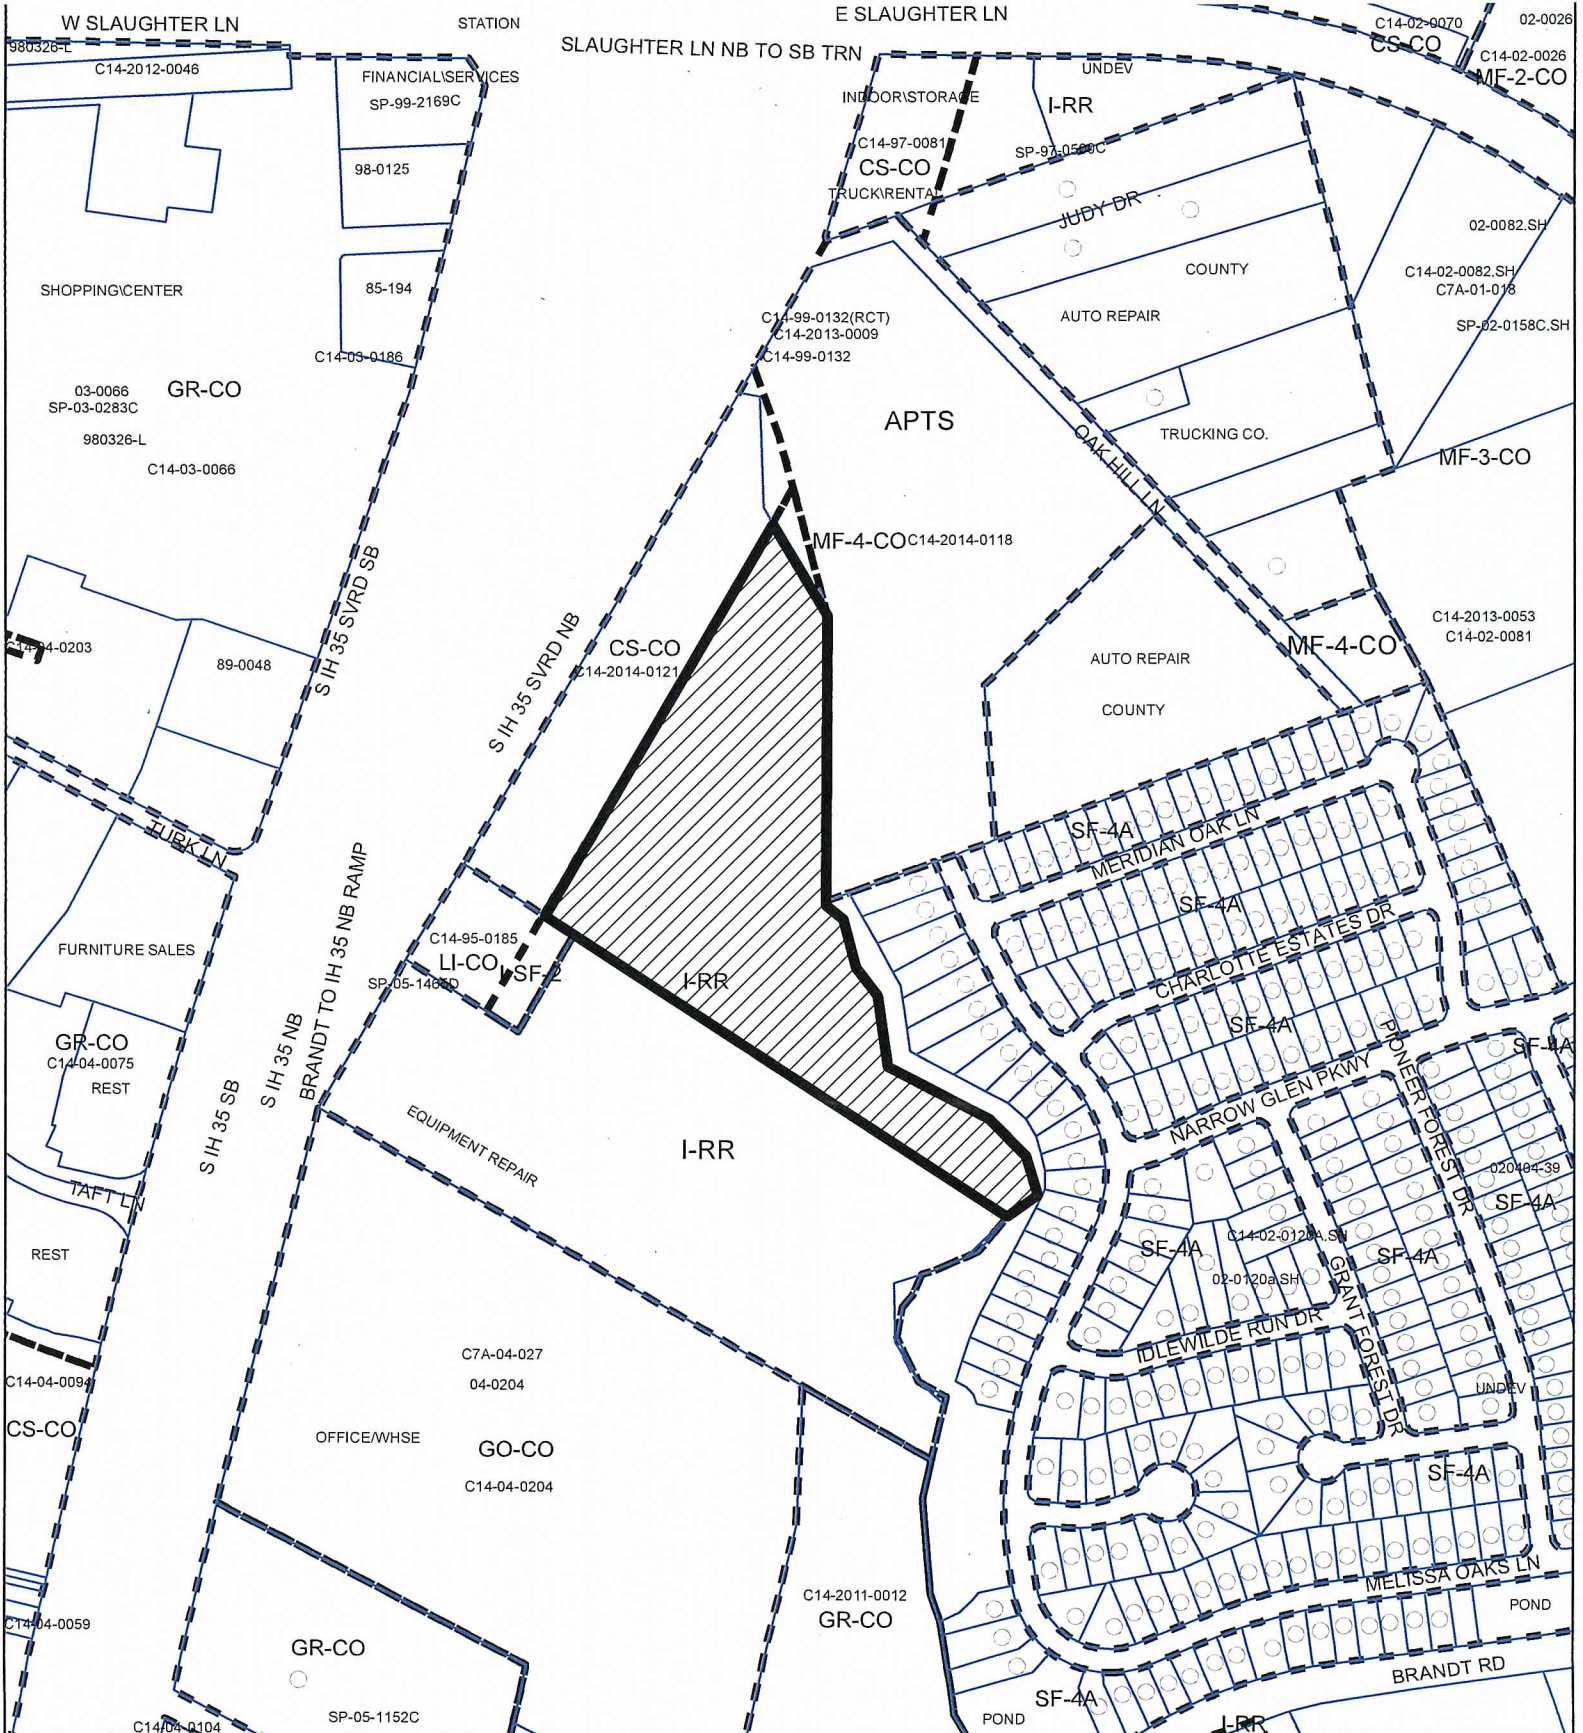 W SLAUGHTER LN
STATION
E SLAUGHTER LN
SLAUGHTER LN NB TO SB TRN
C14-02-0070
CS-CO
02-0026
C14-02-0026
MF-2-CO
980326-L
C14-2012-0046
FINANCIAL\SERVICES
SP-99-2169C
98-0125
UNDEV
INDOOR\STORAGE
I-RR
C14-97-0081
CS-CO
TRUCK\RENTAL
JUDY DR
02-0082.SH
C14-02-0082.SH
C7A-01-018
SP-02-0158C.SH
COUNTY
AUTO REPAIR
SHOPPING\CENTER
85-194
C14-03-0186
C14-99-0132(RCT)
C14-2013-0009
C14-99-0132
03-0066
SP-03-0283C
GR-CO
980326-L
C14-03-0066
APTS
TRUCKING CO.
OAK HILL LN
MF-3-CO
MF-4-CO
C14-2014-0118
S IH 35 SVRD SB
S IH 35 SVRD NB
CS-CO
C14-2014-0121
C14-04-0203
89-0048
C14-2013-0053
C14-02-0081
MF-4-CO
AUTO REPAIR
COUNTY
TURK LN
SF-4A
MERIDIAN OAK LN
SF-4A
CHARLOTTE ESTATES DR
SF-4A
NARROW GLEN PKWY
PIONEER FOREST DR
SF-4A
FURNITURE SALES
C14-95-0185
LI-CO
SF-2
I-RR
BRANDT TO IH 35 NB RAMP
S IH 35 NB
S IH 35 SB
GR-CO
C14-04-0075
REST
EQUIPMENT REPAIR
I-RR
TAFT LN
REST
020404-39
SF-4A
C14-02-0120A.SH
SF-4A
SF-4A
02-0120a.SH
GRANT FOREST DR
IDLEWILDE RUN DR
UNDEV
C7A-04-027
04-0204
OFFICE/WHSE
GO-CO
C14-04-0204
C14-04-0094
CS-CO
SF-4A
C14-2011-0012
GR-CO
MELISSA OAKS LN
POND
C14-04-0059
GR-CO
BRANDT RD
SF-4A
POND
I-RR
SP-05-1152C
C14-04-0104